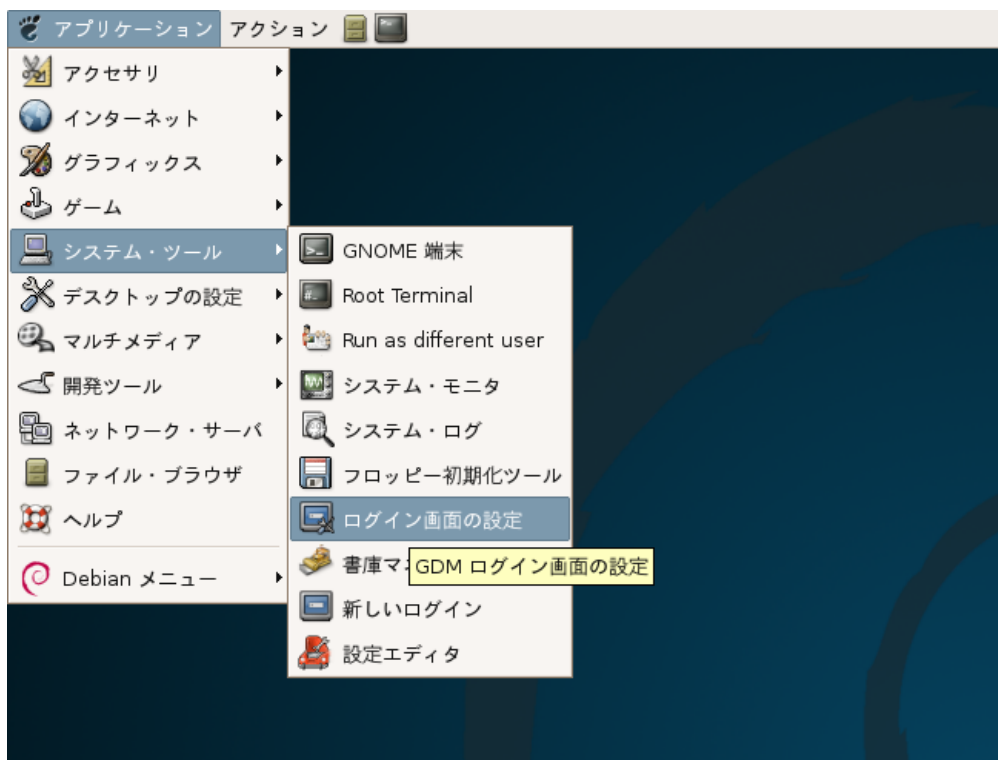 アプリケーション アクション
アクセサリ
インターネット
グラフィックス
ゲーム
システム・ツール
デスクトップの設定
マルチメディア
開発ツール
ネットワーク・サーバ
ファイル・ブラウザ
ヘルプ
Debian メニュー
GNOME 端末
Root Terminal
Run as different user
システム・モニタ
システム・ログ
フロッピー初期化ツール
ログイン画面の設定
書庫マ
GDM ログイン画面の設定
新しいログイン
設定エディタ